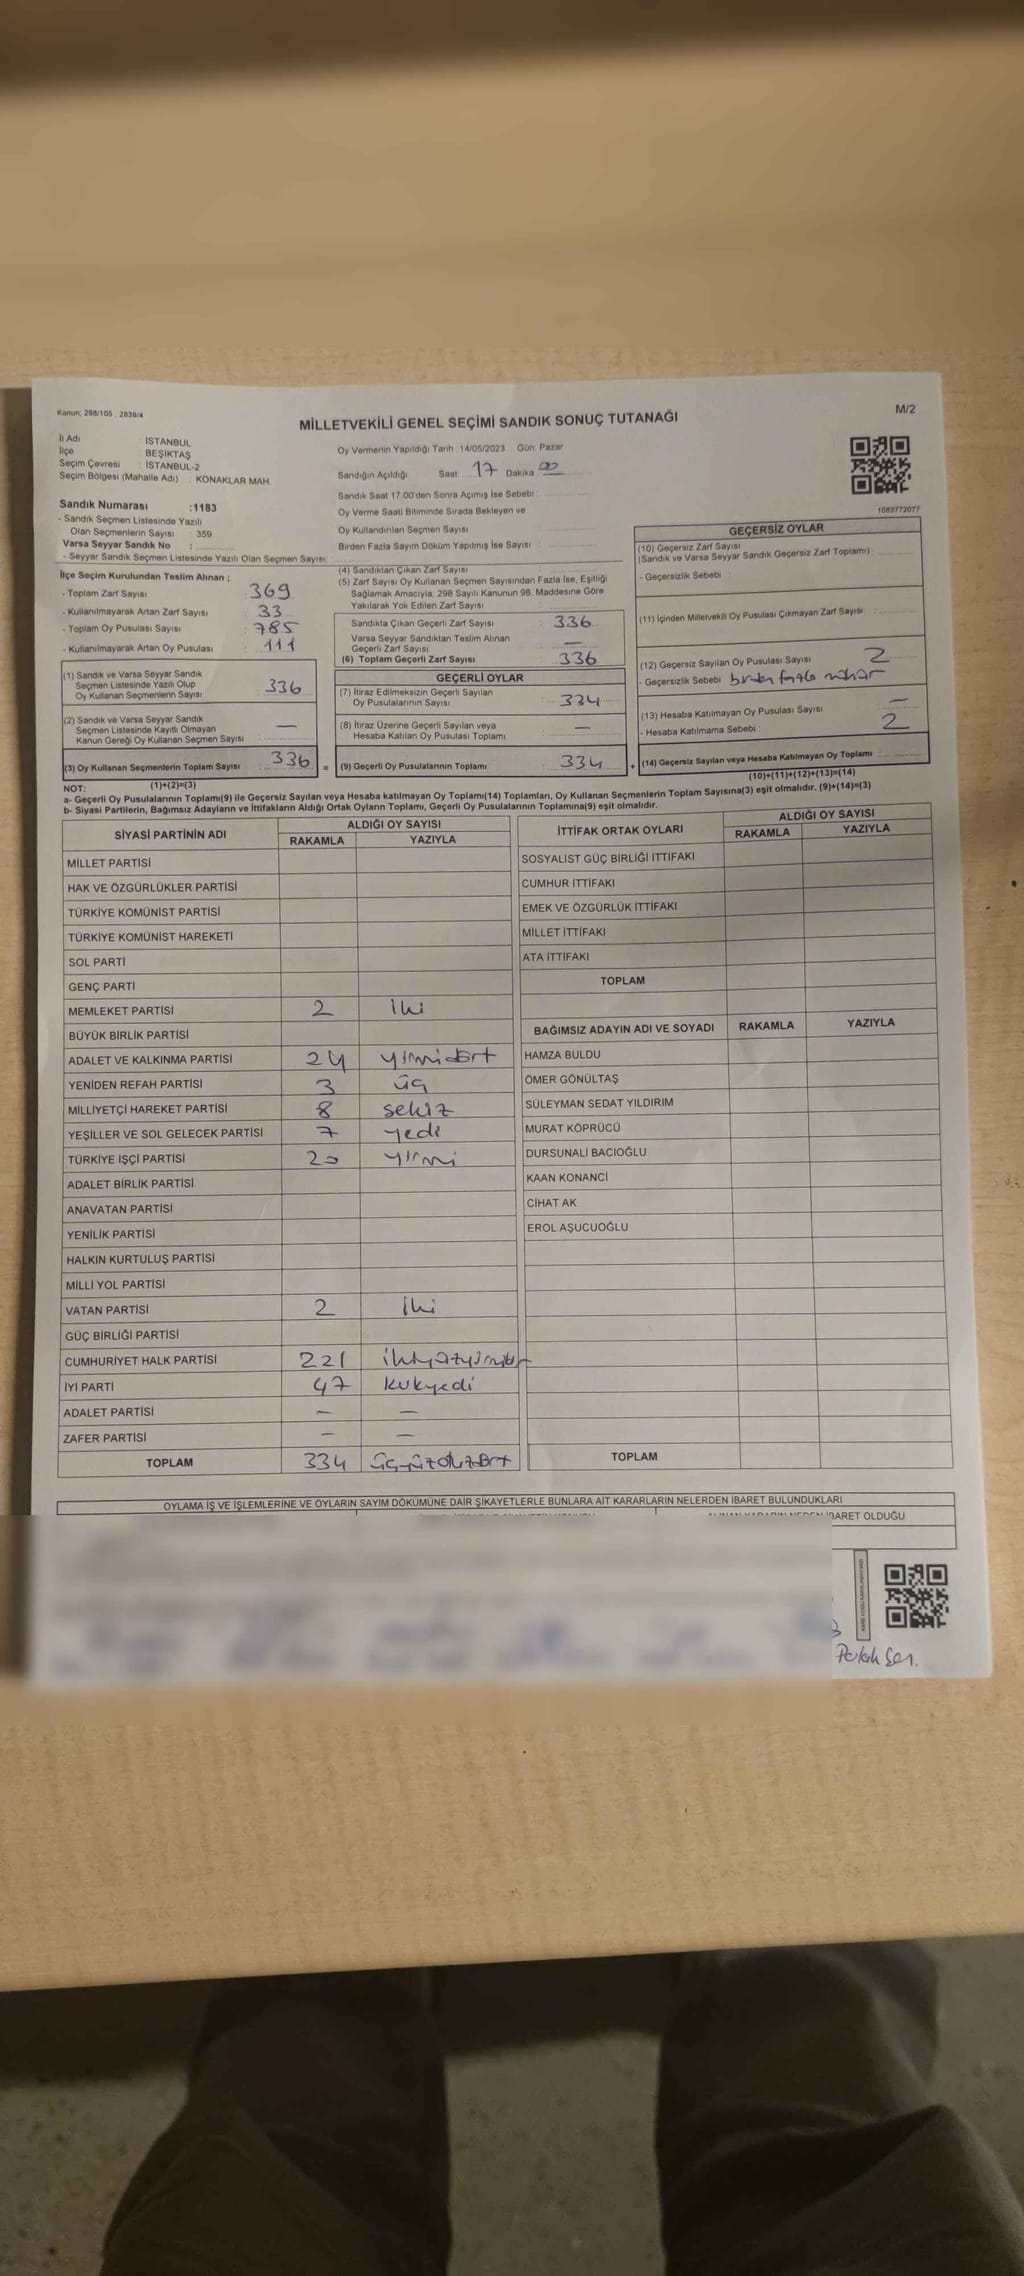 Kanun: 298/105 , 2839/4
M/2
MİLLETVEKİLİ GENEL SEÇİMİ SANDIK SONUÇ TUTANAĞI
İl Adı : İSTANBUL
İlçe : BEŞİKTAŞ
Seçim Çevresi : İSTANBUL-2
Seçim Bölgesi (Mahalle Adı) : KONAKLAR MAH.
Sandık Numarası :1183
- Sandık Seçmen Listesinde Yazılı
Olan Seçmenlerin Sayısı : 359
Varsa Seyyar Sandık No :
- Seyyar Sandık Seçmen Listesinde Yazılı Olan Seçmen Sayısı:
Oy Vermenin Yapıldığı Tarih 14/05/2023 Gün: Pazar
Sandığın Açıldığı Saat 17 Dakika 00
Sandık Saat 17.00'den Sonra Açılmış İse Sebebi :
Oy Verme Saati Bitiminde Sırada Bekleyen ve
Oy Kullandırılan Seçmen Sayısı
Birden Fazla Sayım Döküm Yapılmış İse Sayısı :
1083772077
İlçe Seçim Kurulundan Teslim Alınan ;
- Toplam Zarf Sayısı : 369
- Kullanılmayarak Artan Zarf Sayısı : 33
- Toplam Oy Pusulası Sayısı : 785
- Kullanılmayarak Artan Oy Pusulası : 111
(1) Sandık ve Varsa Seyyar Sandık
Seçmen Listesinde Yazılı Olup
Oy Kullanan Seçmenlerin Sayısı : 336
(2) Sandık ve Varsa Seyyar Sandık
Seçmen Listesinde Kayıtlı Olmayan
Kanun Gereği Oy Kullanan Seçmen Sayısı : —
(3) Oy Kullanan Seçmenlerin Toplam Sayısı : 336 =
(1)+(2)=(3)
(4) Sandıktan Çıkan Zarf Sayısı
(5) Zarf Sayısı Oy Kullanan Seçmen Sayısından Fazla İse, Eşitliği
Sağlamak Amacıyla; 298 Sayılı Kanunun 98. Maddesine Göre
Yakılarak Yok Edilen Zarf Sayısı
Sandıkta Çıkan Geçerli Zarf Sayısı : 336
Varsa Seyyar Sandıktan Teslim Alınan
Geçerli Zarf Sayısı : —
(6) Toplam Geçerli Zarf Sayısı : 336
GEÇERLİ OYLAR
(7) İtiraz Edilmeksizin Geçerli Sayılan
Oy Pusulalarının Sayısı : 334
(8) İtiraz Üzerine Geçerli Sayılan veya
Hesaba Katılan Oy Pusulası Toplamı : —
(9) Geçerli Oy Pusulalarının Toplamı : 334 +
GEÇERSİZ OYLAR
(10) Geçersiz Zarf Sayısı
(Sandık ve Varsa Seyyar Sandık Geçersiz Zarf Toplamı) :
- Geçersizlik Sebebi :
(11) İçinden Milletvekili Oy Pusulası Çıkmayan Zarf Sayısı :
(12) Geçersiz Sayılan Oy Pusulası Sayısı : 2
- Geçersizlik Sebebi : birden fazla mühür
(13) Hesaba Katılmayan Oy Pusulası Sayısı : —
- Hesaba Katılmama Sebebi : 2
(14) Geçersiz Sayılan veya Hesaba Katılmayan Oy Toplamı :
(10)+(11)+(12)+(13)=(14)
NOT:
a- Geçerli Oy Pusulalarının Toplamı(9) ile Geçersiz Sayılan veya Hesaba katılmayan Oy Toplamı(14) Toplamları, Oy Kullanan Seçmenlerin Toplam Sayısına(3) eşit olmalıdır. (9)+(14)=(3)
b- Siyasi Partilerin, Bağımsız Adayların ve İttifakların Aldığı Ortak Oyların Toplamı, Geçerli Oy Pusulalarının Toplamına(9) eşit olmalıdır.
SİYASİ PARTİNİN ADI ALDIĞI OY SAYISI
RAKAMLA YAZIYLA
MİLLET PARTİSİ
HAK VE ÖZGÜRLÜKLER PARTİSİ
TÜRKİYE KOMÜNİST PARTİSİ
TÜRKİYE KOMÜNİST HAREKETİ
SOL PARTİ
GENÇ PARTİ
MEMLEKET PARTİSİ 2 iki
BÜYÜK BİRLİK PARTİSİ
ADALET VE KALKINMA PARTİSİ 24 yirmidört
YENİDEN REFAH PARTİSİ 3 üç
MİLLİYETÇİ HAREKET PARTİSİ 8 sekiz
YEŞİLLER VE SOL GELECEK PARTİSİ 7 yedi
TÜRKİYE İŞÇİ PARTİSİ 20 yirmi
ADALET BİRLİK PARTİSİ
ANAVATAN PARTİSİ
YENİLİK PARTİSİ
HALKIN KURTULUŞ PARTİSİ
MİLLİ YOL PARTİSİ
VATAN PARTİSİ 2 iki
GÜÇ BİRLİĞİ PARTİSİ
CUMHURİYET HALK PARTİSİ 221 ikiyüzyirmibir
İYİ PARTİ 47 kırkyedi
ADALET PARTİSİ — —
ZAFER PARTİSİ — —
TOPLAM 334 üçyüzotuzdört
İTTİFAK ORTAK OYLARI ALDIĞI OY SAYISI
RAKAMLA YAZIYLA
SOSYALİST GÜÇ BİRLİĞİ İTTİFAKI
CUMHUR İTTİFAKI
EMEK VE ÖZGÜRLÜK İTTİFAKI
MİLLET İTTİFAKI
ATA İTTİFAKI
TOPLAM
BAĞIMSIZ ADAYIN ADI VE SOYADI RAKAMLA YAZIYLA
HAMZA BULDU
ÖMER GÖNÜLTAŞ
SÜLEYMAN SEDAT YILDIRIM
MURAT KÖPRÜCÜ
DURSUNALİ BACIOĞLU
KAAN KONANCİ
CİHAT AK
EROL AŞUCUOĞLU
TOPLAM
OYLAMA İŞ VE İŞLEMLERİNE VE OYLARIN SAYIM DÖKÜMÜNE DAİR ŞİKAYETLERLE BUNLARA AİT KARARLARIN NELERDEN İBARET BULUNDUKLARI
İBARET OLDUĞU